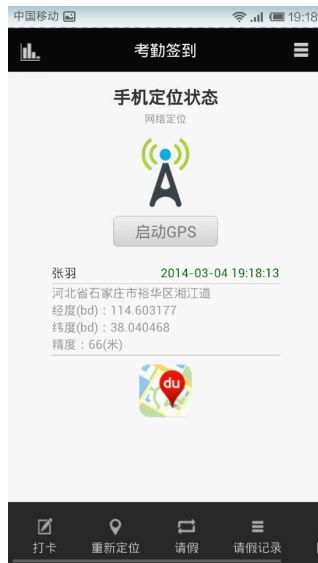 中国移动 19:18
考勤签到
手机定位状态
网络定位
启动GPS
张羽 2014-03-04 19:18:13
河北省石家庄市裕华区湘江道
经度(bd)：114.603177
纬度(bd)：38.040468
精度：66(米)
du
打卡 重新定位 请假 请假记录